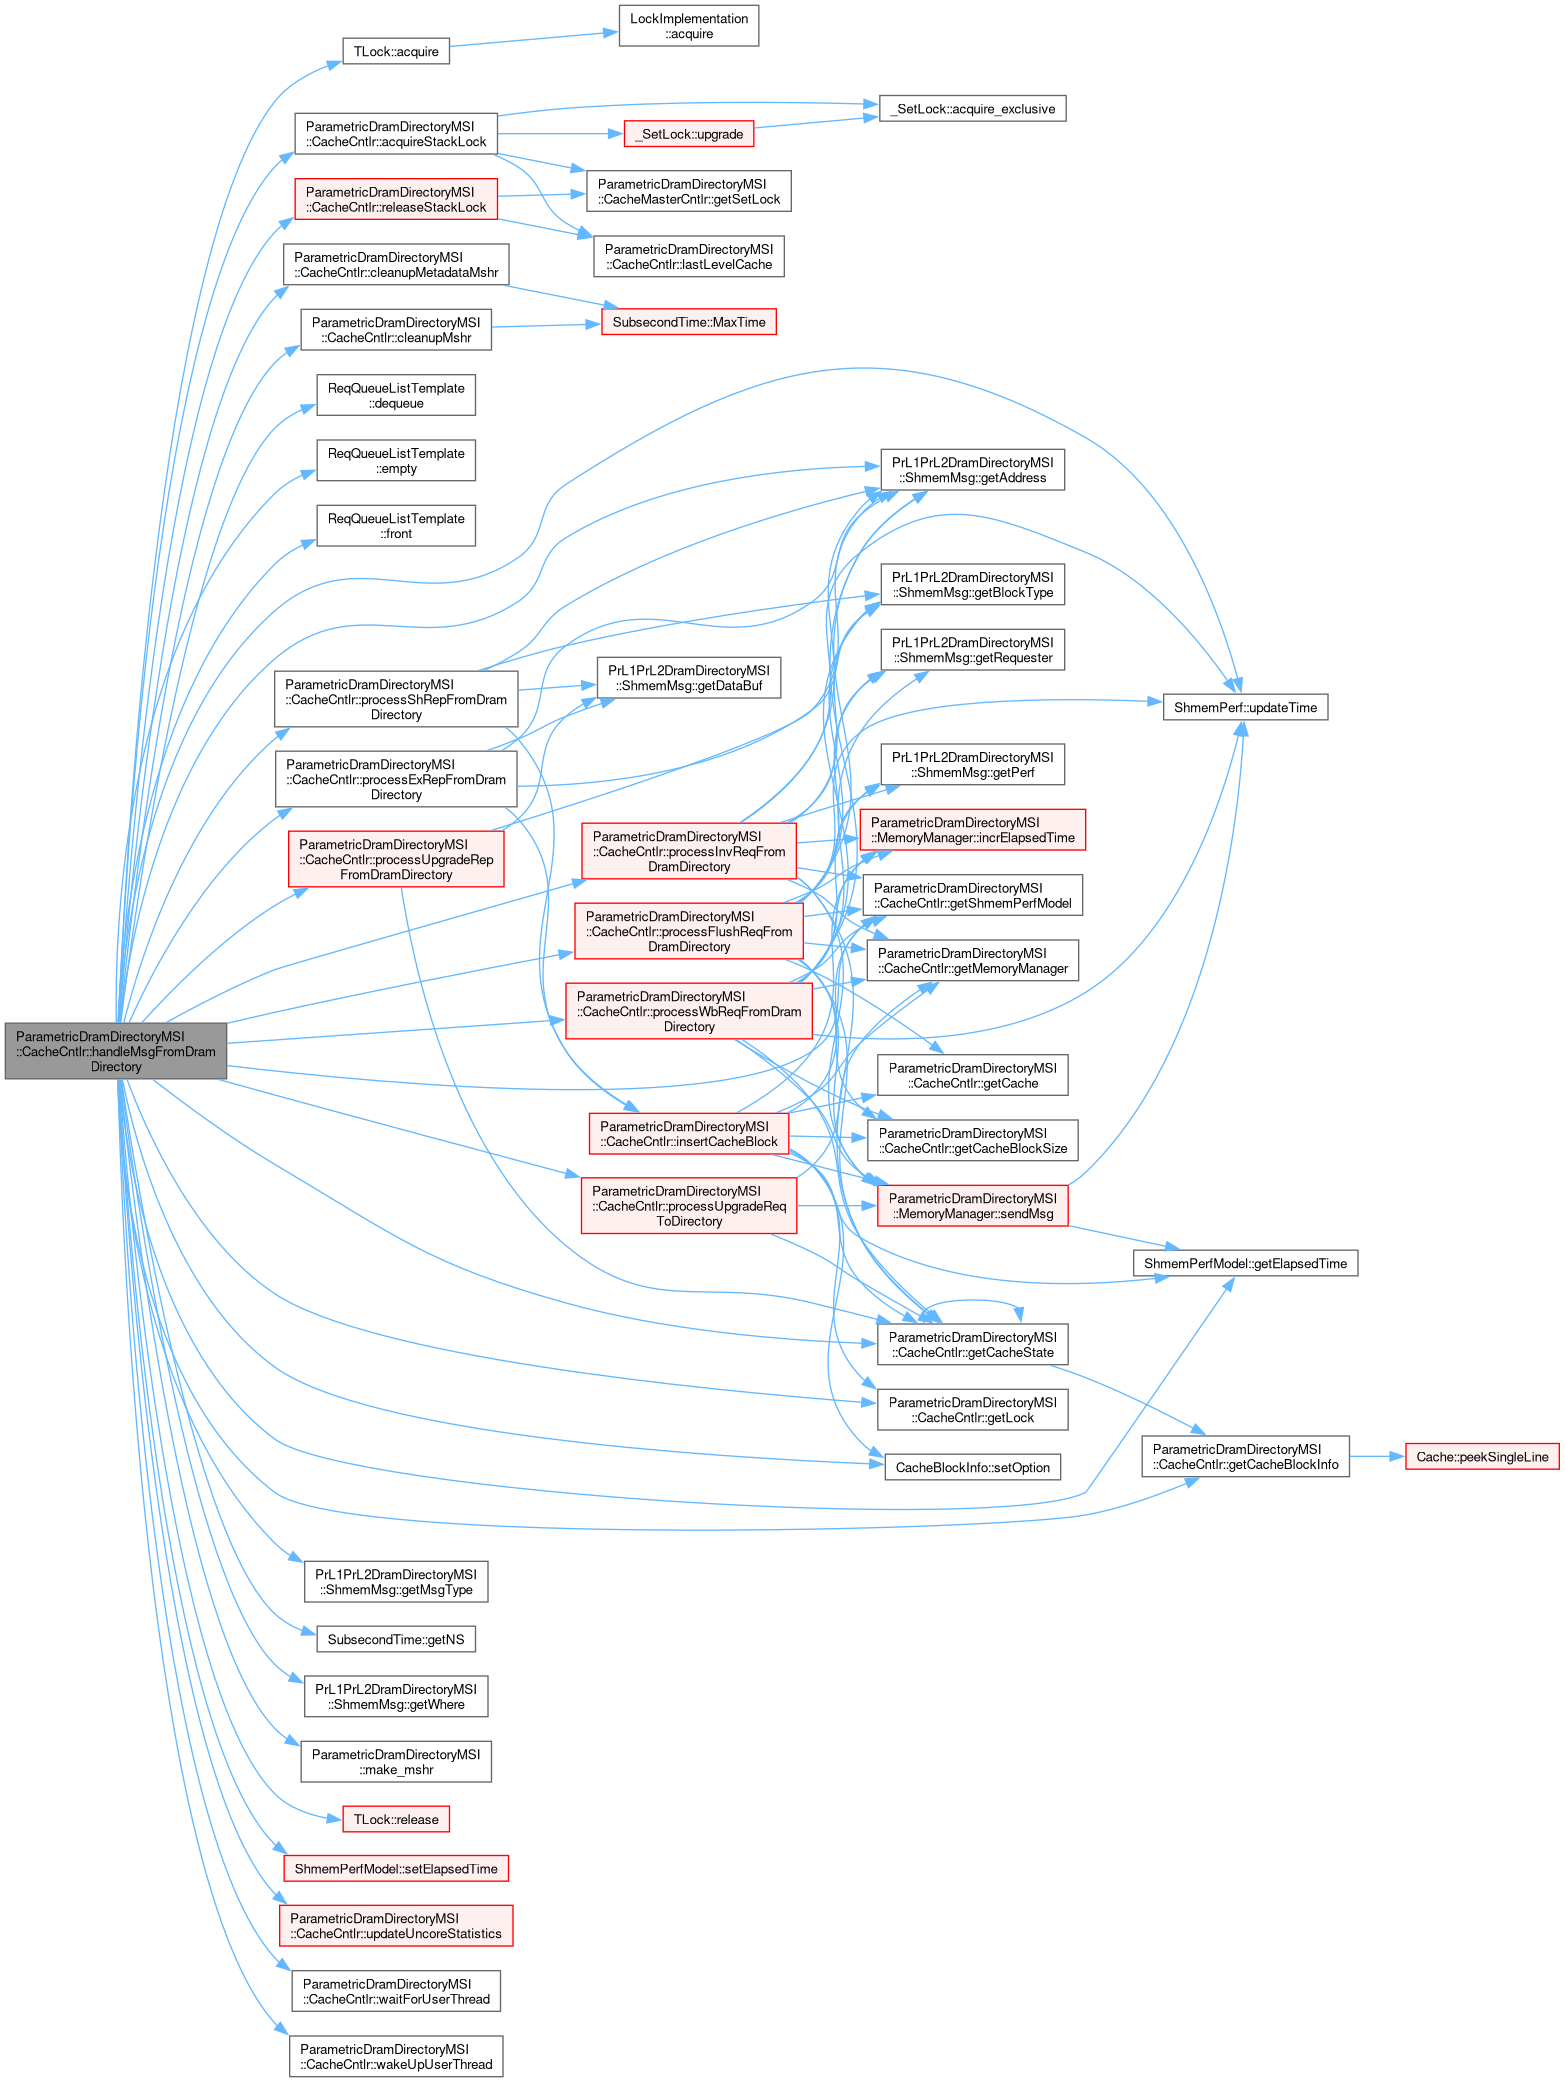 LockImplementation
::acquire
TLock::acquire
_SetLock::acquire_exclusive
ParametricDramDirectoryMSI
::CacheCntlr::acquireStackLock
_SetLock::upgrade
ParametricDramDirectoryMSI
::CacheMasterCntlr::getSetLock
ParametricDramDirectoryMSI
::CacheCntlr::releaseStackLock
ParametricDramDirectoryMSI
::CacheCntlr::lastLevelCache
ParametricDramDirectoryMSI
::CacheCntlr::cleanupMetadataMshr
SubsecondTime::MaxTime
ParametricDramDirectoryMSI
::CacheCntlr::cleanupMshr
ReqQueueListTemplate
::dequeue
ReqQueueListTemplate
::empty
ReqQueueListTemplate
::front
PrL1PrL2DramDirectoryMSI
::ShmemMsg::getAddress
PrL1PrL2DramDirectoryMSI
::ShmemMsg::getBlockType
PrL1PrL2DramDirectoryMSI
::ShmemMsg::getRequester
ParametricDramDirectoryMSI
::CacheCntlr::processShRepFromDram
Directory
PrL1PrL2DramDirectoryMSI
::ShmemMsg::getDataBuf
ShmemPerf::updateTime
ParametricDramDirectoryMSI
::CacheCntlr::processExRepFromDram
Directory
PrL1PrL2DramDirectoryMSI
::ShmemMsg::getPerf
ParametricDramDirectoryMSI
::CacheCntlr::processUpgradeRep
FromDramDirectory
ParametricDramDirectoryMSI
::CacheCntlr::processInvReqFrom
DramDirectory
ParametricDramDirectoryMSI
::MemoryManager::incrElapsedTime
ParametricDramDirectoryMSI
::CacheCntlr::getShmemPerfModel
ParametricDramDirectoryMSI
::CacheCntlr::processFlushReqFrom
DramDirectory
ParametricDramDirectoryMSI
::CacheCntlr::getMemoryManager
ParametricDramDirectoryMSI
::CacheCntlr::processWbReqFromDram
Directory
ParametricDramDirectoryMSI
::CacheCntlr::handleMsgFromDram
Directory
ParametricDramDirectoryMSI
::CacheCntlr::getCache
ParametricDramDirectoryMSI
::CacheCntlr::insertCacheBlock
ParametricDramDirectoryMSI
::CacheCntlr::getCacheBlockSize
ParametricDramDirectoryMSI
::CacheCntlr::processUpgradeReq
ToDirectory
ParametricDramDirectoryMSI
::MemoryManager::sendMsg
ShmemPerfModel::getElapsedTime
ParametricDramDirectoryMSI
::CacheCntlr::getCacheState
ParametricDramDirectoryMSI
::CacheCntlr::getLock
CacheBlockInfo::setOption
ParametricDramDirectoryMSI
::CacheCntlr::getCacheBlockInfo
Cache::peekSingleLine
PrL1PrL2DramDirectoryMSI
::ShmemMsg::getMsgType
SubsecondTime::getNS
PrL1PrL2DramDirectoryMSI
::ShmemMsg::getWhere
ParametricDramDirectoryMSI
::make_mshr
TLock::release
ShmemPerfModel::setElapsedTime
ParametricDramDirectoryMSI
::CacheCntlr::updateUncoreStatistics
ParametricDramDirectoryMSI
::CacheCntlr::waitForUserThread
ParametricDramDirectoryMSI
::CacheCntlr::wakeUpUserThread